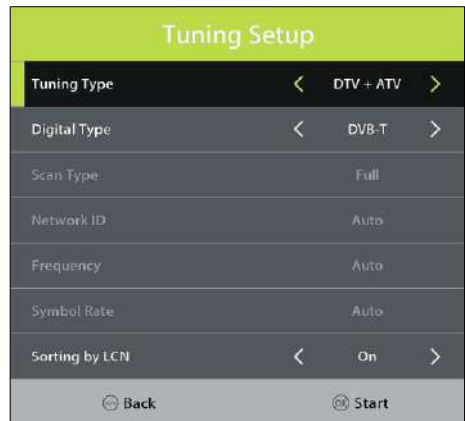 Tuning Setup
Tuning Type < DTV + ATV >
Digital Type < DVB-T >
Scan Type Full
Network ID Auto
Frequency Auto
Symbol Rate Auto
Sorting by LCN < On >
Back OK Start